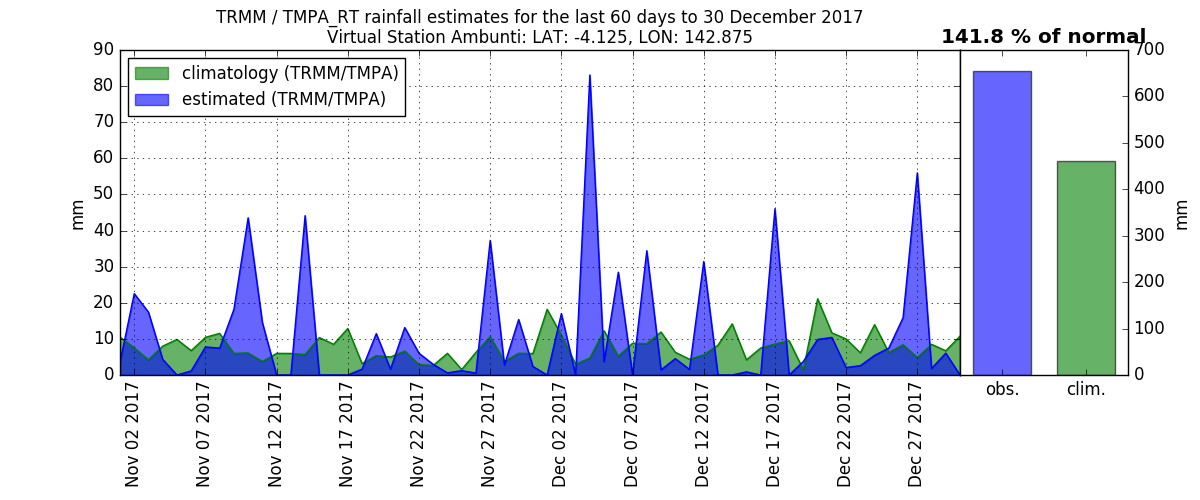 TRMM / TMPA_RT rainfall estimates for the last 60 days to 30 December 2017
Virtual Station Ambunti: LAT: -4.125, LON: 142.875
141.8 % of normal
climatology (TRMM/TMPA)
estimated (TRMM/TMPA)
mm
90
80
70
60
50
40
30
20
10
0
Nov 02 2017
Nov 07 2017
Nov 12 2017
Nov 17 2017
Nov 22 2017
Nov 27 2017
Dec 02 2017
Dec 07 2017
Dec 12 2017
Dec 17 2017
Dec 22 2017
Dec 27 2017
obs.
clim.
700
600
500
400
300
200
100
0
mm